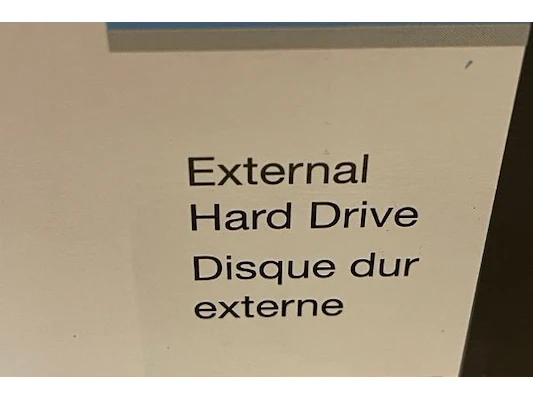 External
Hard Drive
Disque dur
externe